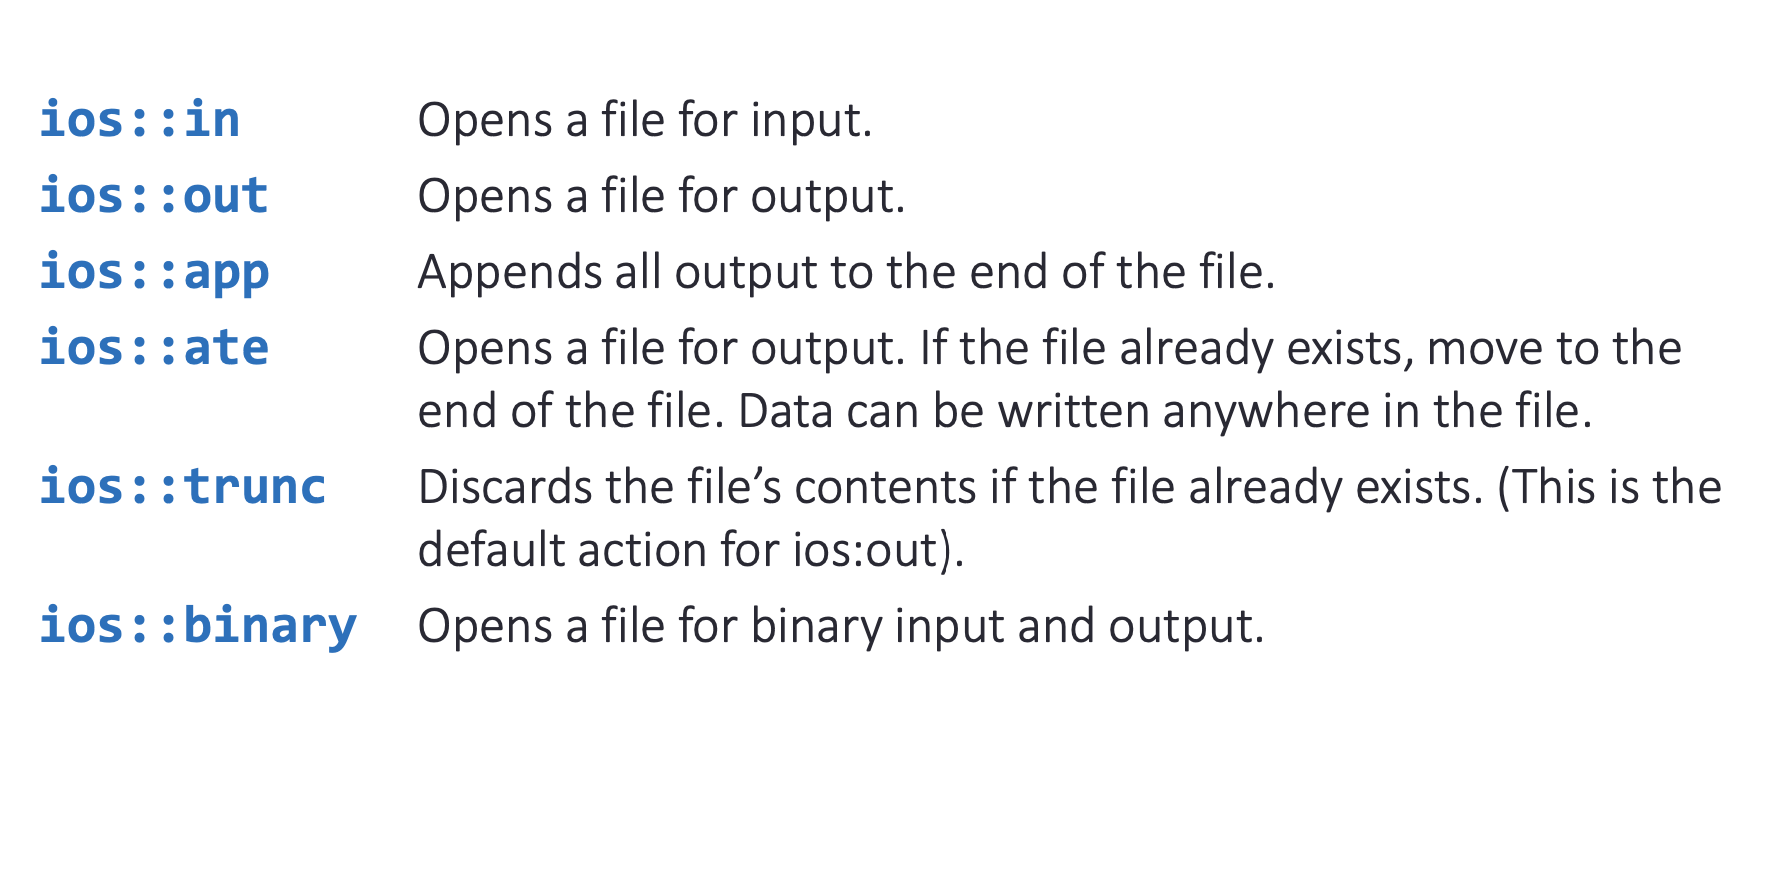 ios::in Opens a file for input.
ios::out Opens a file for output.
ios::app Appends all output to the end of the file.
ios::ate Opens a file for output. If the file already exists, move to the
end of the file. Data can be written anywhere in the file.
ios::trunc Discards the file’s contents if the file already exists. (This is the
default action for ios:out).
ios::binary Opens a file for binary input and output.